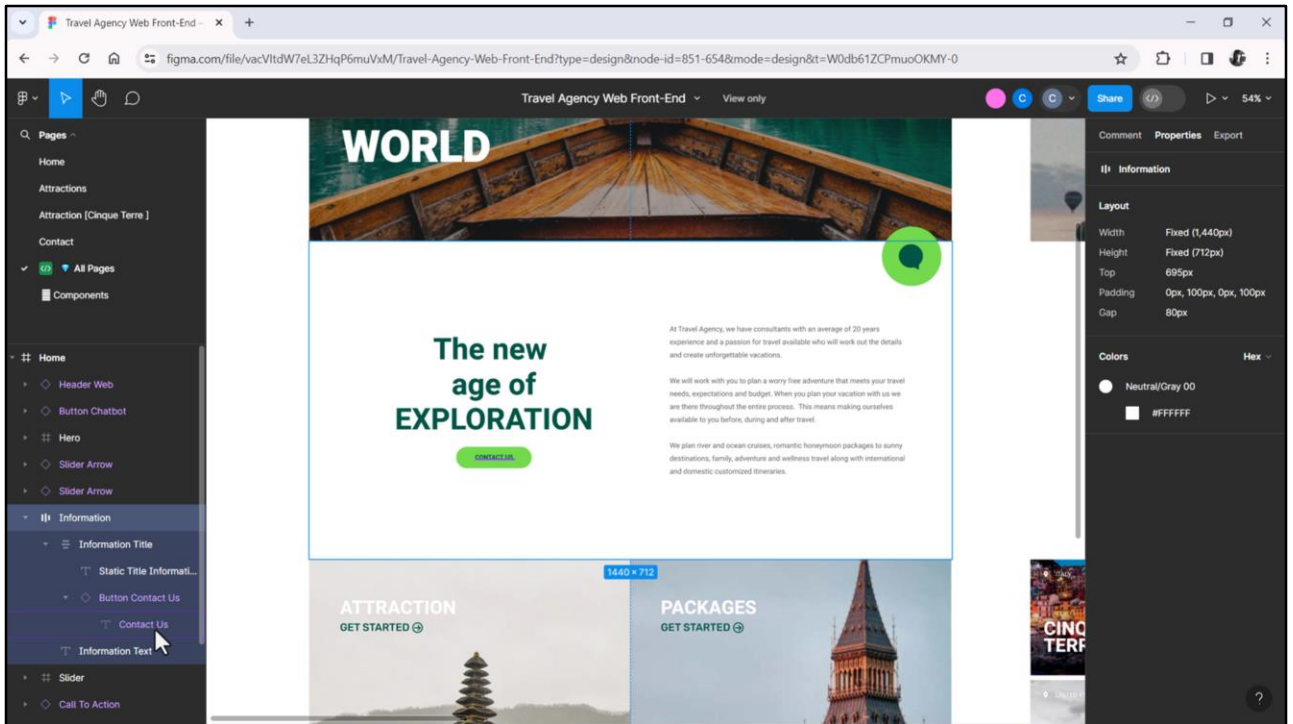 Travel Agency Web Front-End –
figma.com/file/vacVItdW7eL3ZHqP6muVxM/Travel-Agency-Web-Front-End?type=design&node-id=851-654&mode=design&t=W0db61ZCPmuoOKMY-0
Travel Agency Web Front-End
View only
C
C
Share
54%
Pages
Home
Attractions
Attraction [Cinque Terre ]
Contact
All Pages
Components
Home
Header Web
Button Chatbot
Hero
Slider Arrow
Slider Arrow
Information
Information Title
Static Title Informati...
Button Contact Us
Contact Us
Information Text
Slider
Call To Action
WORLD
The new
age of
EXPLORATION
CONTACT US
At Travel Agency, we have consultants with an average of 20 years
experience and a passion for travel available who will work out the details
and create unforgettable vacations.
We will work with you to plan a worry free adventure that meets your travel
needs, expectations and budget. When you plan your vacation with us we
are there throughout the entire process. This means making ourselves
available to you before, during and after travel.
We plan river and ocean cruises, romantic honeymoon packages to sunny
destinations, family, adventure and wellness travel along with international
and domestic customized itineraries.
1440 × 712
ATTRACTION
GET STARTED
PACKAGES
GET STARTED
ITALY
CINQ
TERR
Comment Properties Export
Information
Layout
Width Fixed (1,440px)
Height Fixed (712px)
Top 695px
Padding 0px, 100px, 0px, 100px
Gap 80px
Colors Hex
Neutral/Gray 00
#FFFFFF
?